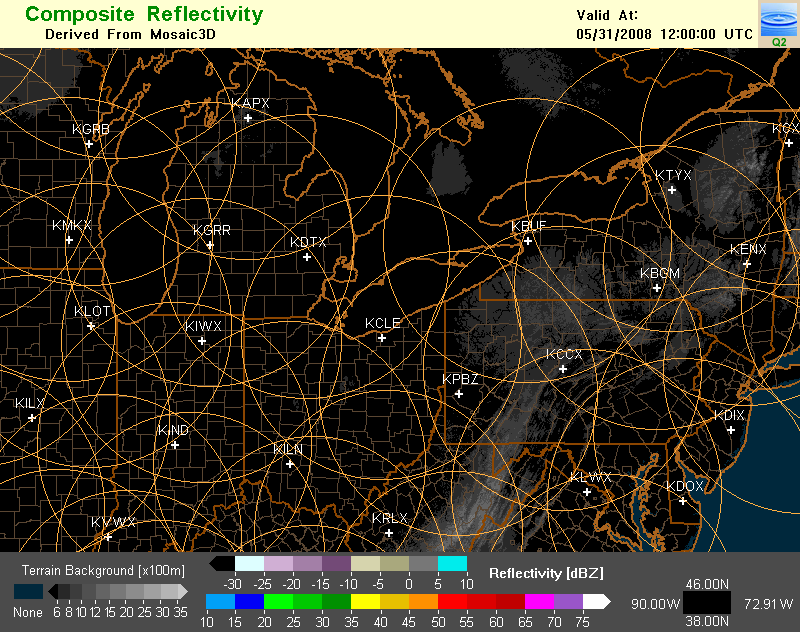 Composite Reflectivity
Derived From Mosaic3D
Valid At:
05/31/2008 12:00:00 UTC
Q2
KAPX
KGRB
KCX
KTYX
KMKX
KGRR
KBUF
KDTX
KENX
KBGM
KLOT
KCLE
KIWX
KCCX
KPBZ
KILX
KDIX
KIND
KILN
KLWX
KDOX
KVWX
KRLX
Terrain Background [x100m]
None 6 8 10 12 15 20 25 30 35
-30 -25 -20 -15 -10 -5 0 5 10
Reflectivity [dBZ]
10 15 20 25 30 35 40 45 50 55 60 65 70 75
46.00N
90.00W 72.91W
38.00N